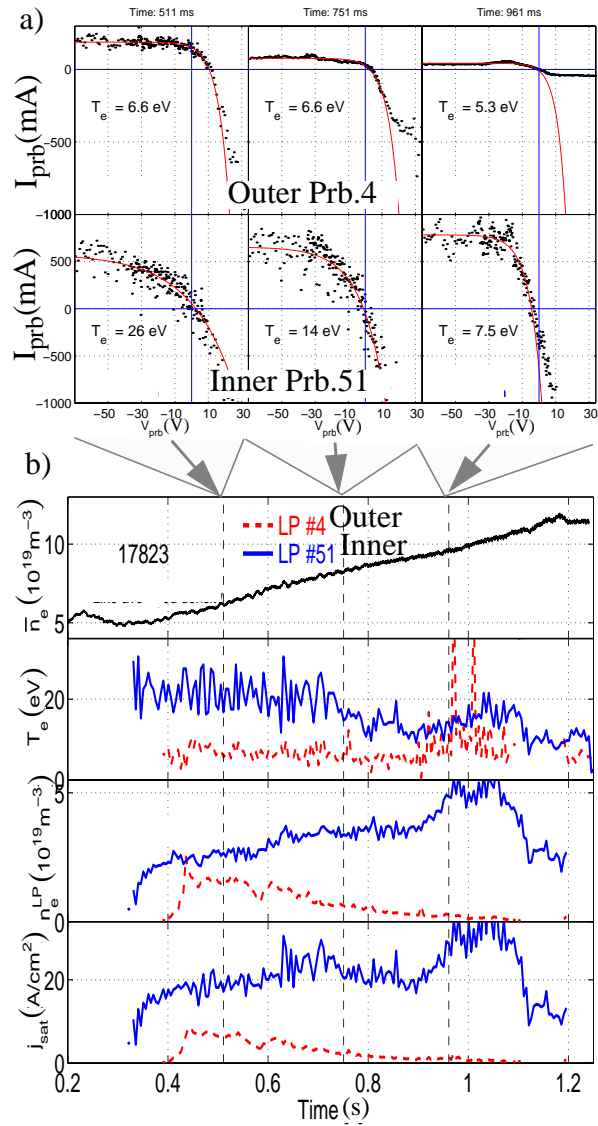 a)
Time: 511 ms Time: 751 ms Time: 961 ms
I_prb(mA)
0
-500
T_e = 6.6 eV T_e = 6.6 eV T_e = 5.3 eV
Outer Prb.4
-1000
I_prb(mA)
500
0
-500
-1000
T_e = 26 eV T_e = 14 eV T_e = 7.5 eV
Inner Prb.51
-50 -30 -10 10 -50 -30 -10 10 -50 -30 -10 10 30
V_prb(V) V_prb(V) V_prb(V)
b)
n̅_e (10^19 m^-3)
10
5
17823
LP #4 Outer
LP #51 Inner
T_e (eV)
20
0
n_e^LP (10^19 m^-3)
5
0
j_sat (A/cm^2)
20
0
0.2 0.4 0.6 0.8 1 1.2
Time (s)